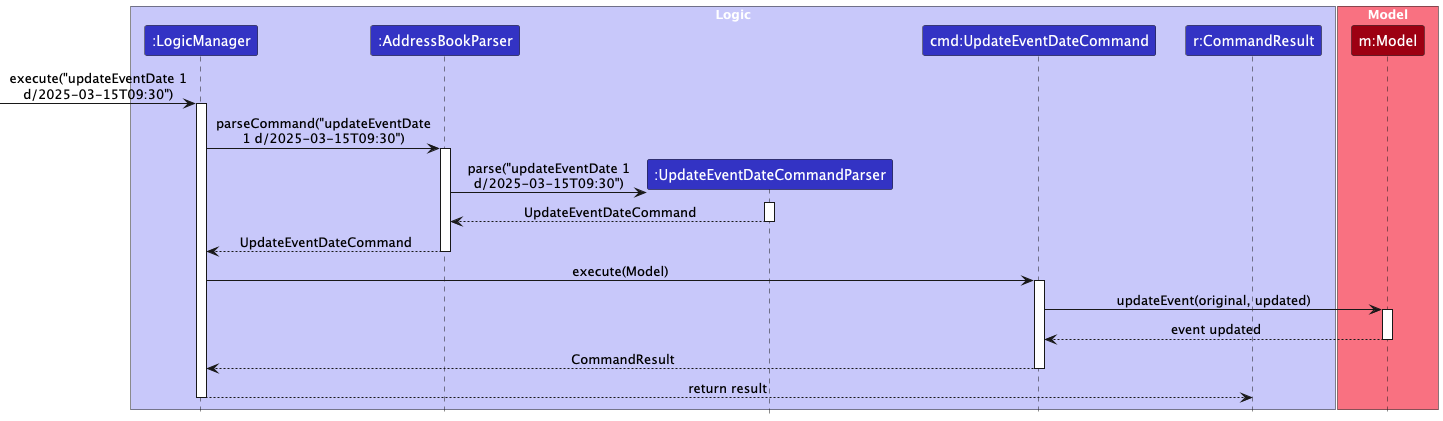 Logic
Model
:LogicManager
:AddressBookParser
cmd:UpdateEventDateCommand
r:CommandResult
m:Model
execute("updateEventDate 1
d/2025-03-15T09:30")
parseCommand("updateEventDate
1 d/2025-03-15T09:30")
parse("updateEventDate 1
d/2025-03-15T09:30")
:UpdateEventDateCommandParser
UpdateEventDateCommand
UpdateEventDateCommand
execute(Model)
updateEvent(original, updated)
event updated
CommandResult
return result